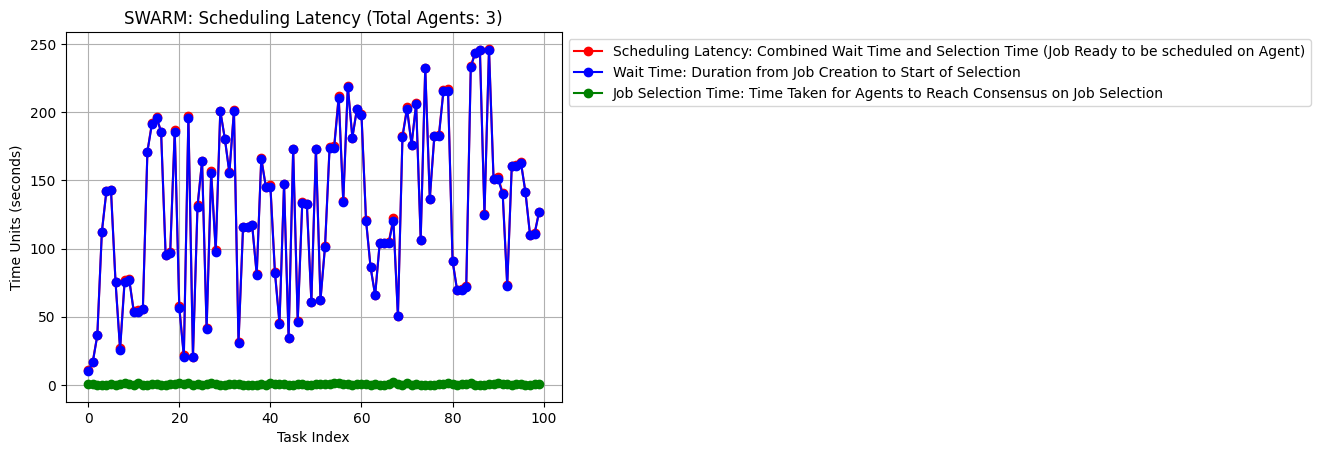 SWARM: Scheduling Latency (Total Agents: 3)
Scheduling Latency: Combined Wait Time and Selection Time (Job Ready to be scheduled on Agent)
Wait Time: Duration from Job Creation to Start of Selection
Job Selection Time: Time Taken for Agents to Reach Consensus on Job Selection
Time Units (seconds)
250
200
150
100
50
0
0 20 40 60 80 100
Task Index